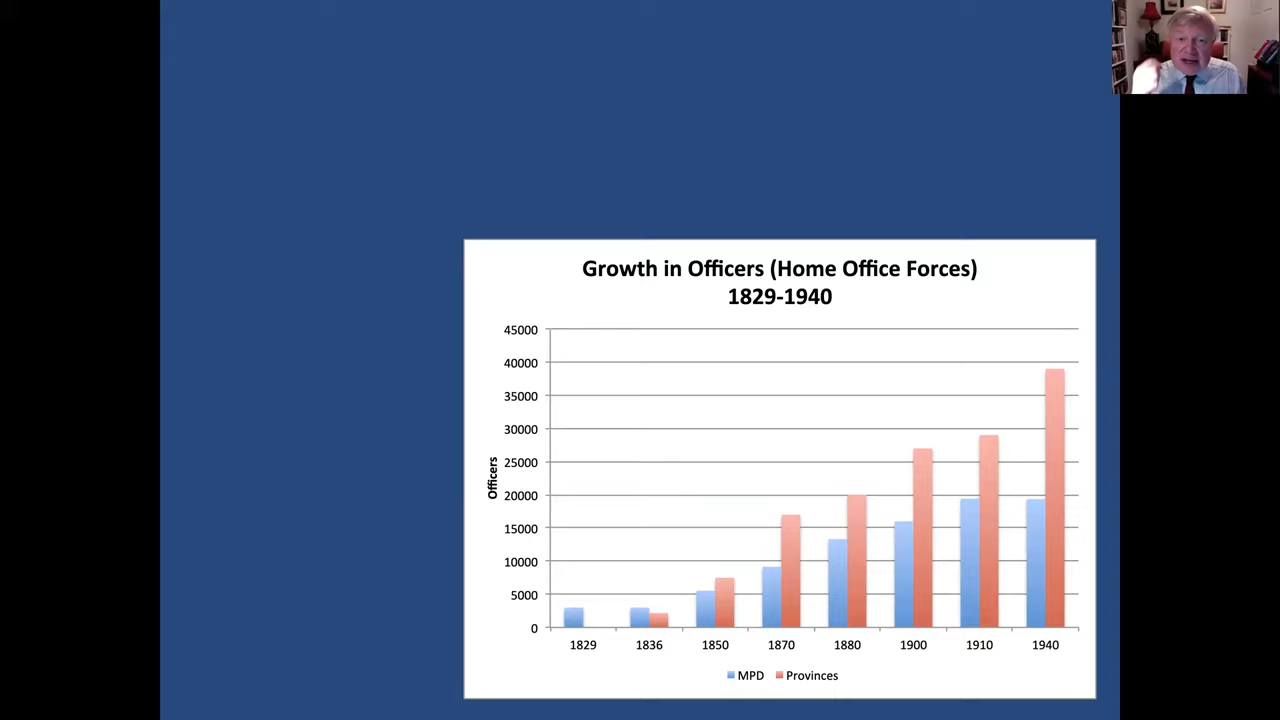 Growth in Officers (Home Office Forces)
1829-1940
45000
40000
35000
30000
25000
20000
15000
10000
5000
0
Officers
1829 1836 1850 1870 1880 1900 1910 1940
MPD Provinces